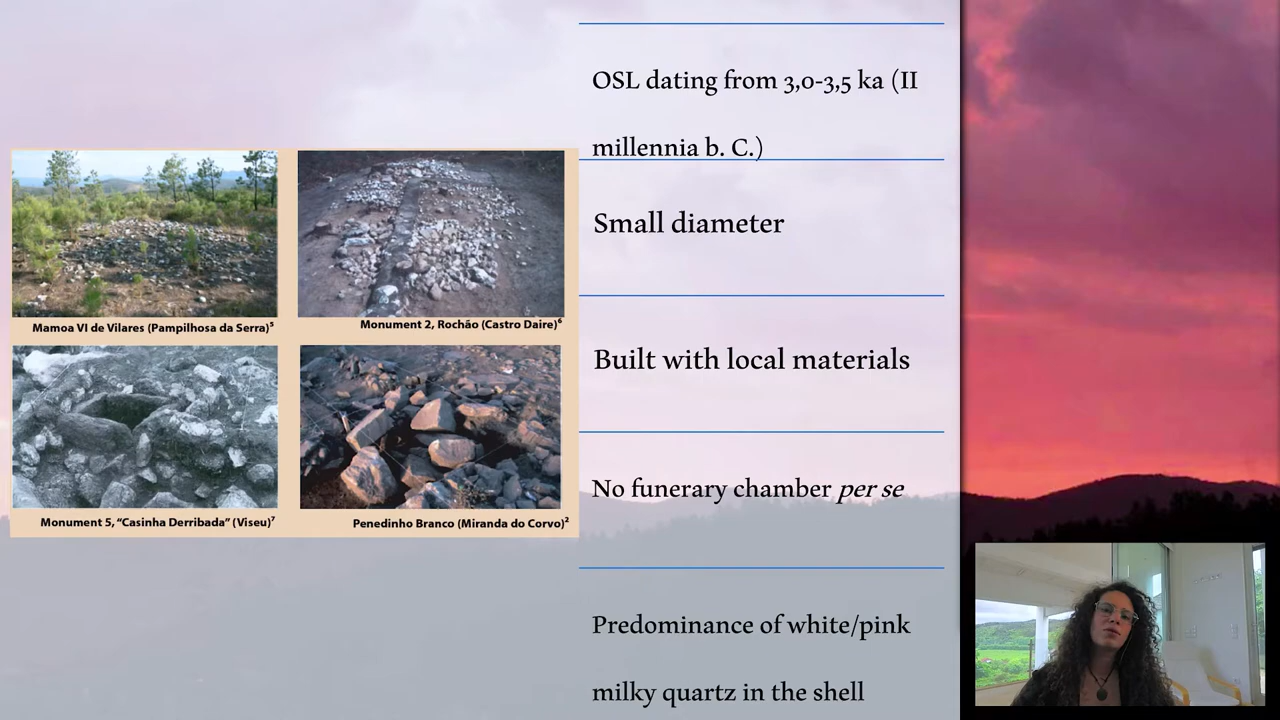 OSL dating from 3,0-3,5 ka (II
millennia b. C.)
Small diameter
Built with local materials
No funerary chamber per se
Predominance of white/pink
milky quartz in the shell
Mamoa VI de Vilares (Pampilhosa da Serra)⁵
Monument 2, Rochão (Castro Daire)⁶
Monument 5, “Casinha Derribada” (Viseu)⁷
Penedinho Branco (Miranda do Corvo)²